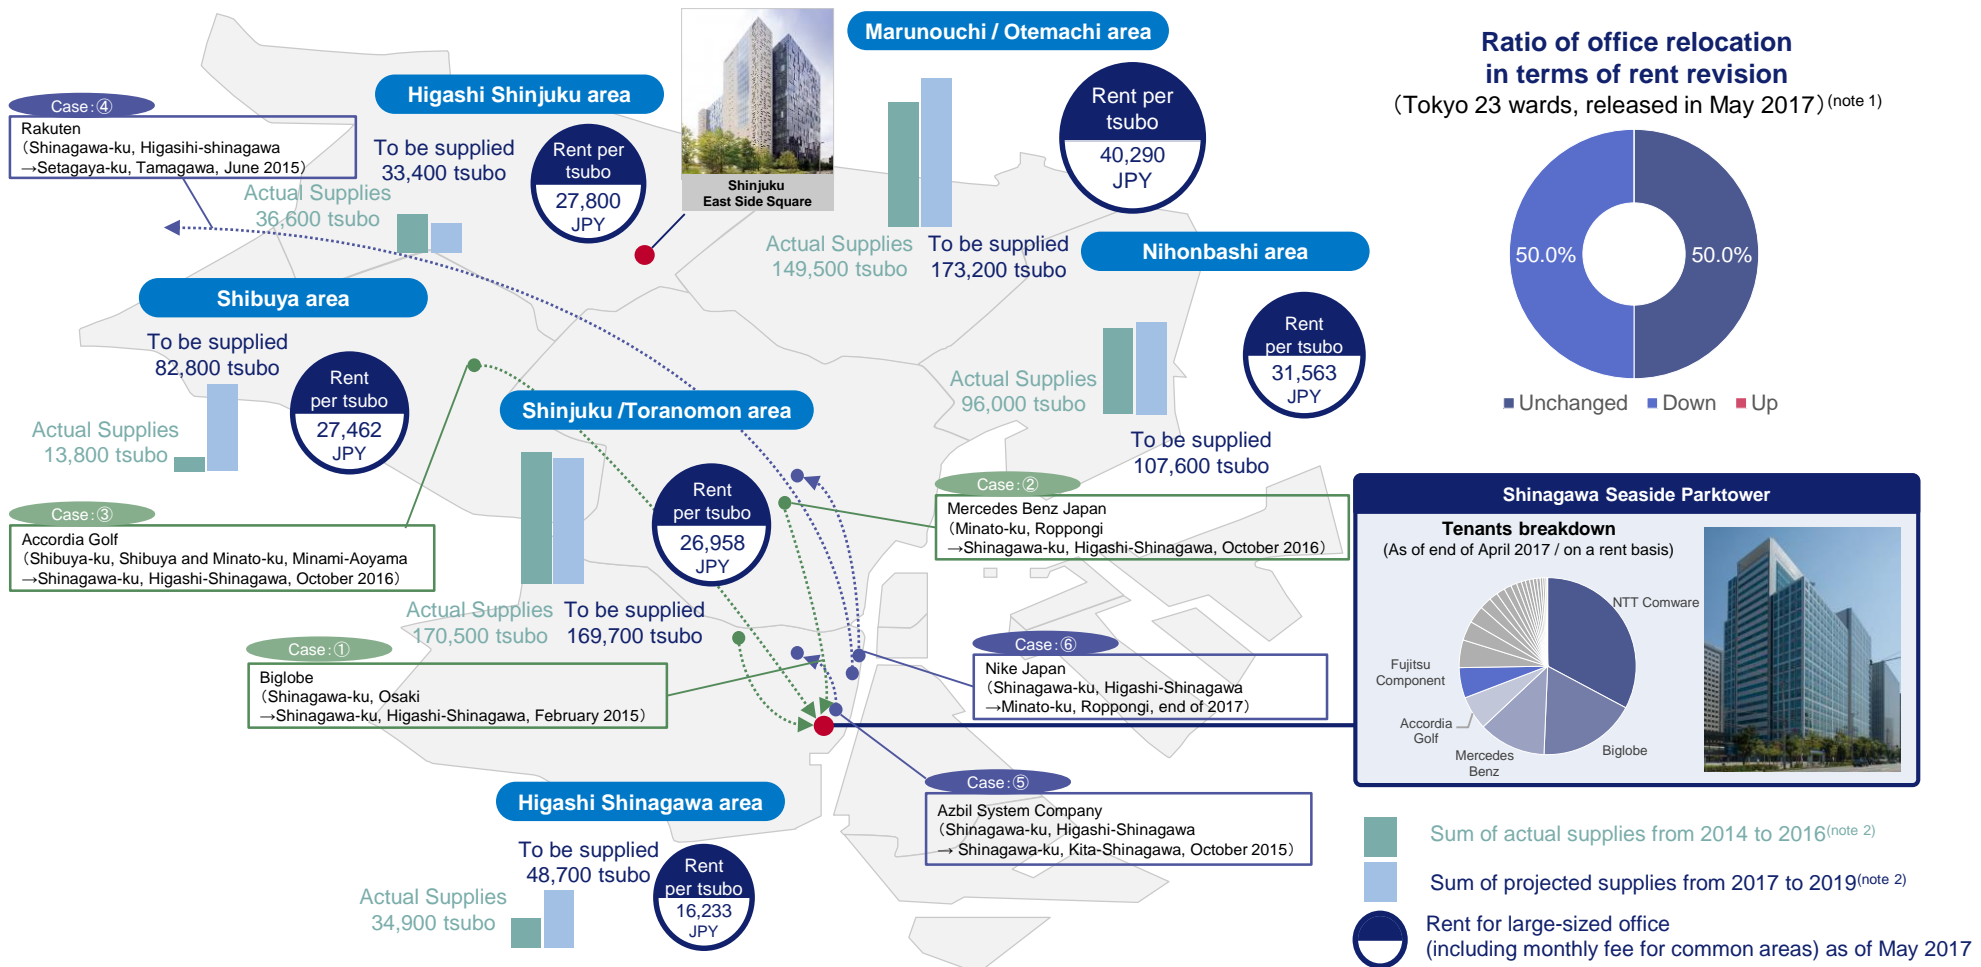 Marunouchi / Otemachi area
Rent per
tsubo
40,290
JPY
Actual Supplies
149,500 tsubo
To be supplied
173,200 tsubo
Higashi Shinjuku area
To be supplied
33,400 tsubo
Rent per
tsubo
27,800
JPY
Actual Supplies
36,600 tsubo
Shinjuku
East Side Square
Case:④
Rakuten
(Shinagawa-ku, Higasihi-shinagawa
→Setagaya-ku, Tamagawa, June 2015)
Nihonbashi area
Rent
per tsubo
31,563
JPY
Actual Supplies
96,000 tsubo
To be supplied
107,600 tsubo
Shibuya area
To be supplied
82,800 tsubo
Rent
per tsubo
27,462
JPY
Actual Supplies
13,800 tsubo
Shinjuku /Toranomon area
Rent
per tsubo
26,958
JPY
Actual Supplies
170,500 tsubo
To be supplied
169,700 tsubo
Case:③
Accordia Golf
(Shibuya-ku, Shibuya and Minato-ku, Minami-Aoyama
→Shinagawa-ku, Higashi-Shinagawa, October 2016)
Case:②
Mercedes Benz Japan
(Minato-ku, Roppongi
→Shinagawa-ku, Higashi-Shinagawa, October 2016)
Case:①
Biglobe
(Shinagawa-ku, Osaki
→Shinagawa-ku, Higashi-Shinagawa, February 2015)
Case:⑥
Nike Japan
(Shinagawa-ku, Higashi-Shinagawa
→Minato-ku, Roppongi, end of 2017)
Case:⑤
Azbil System Company
(Shinagawa-ku, Higashi-Shinagawa
→ Shinagawa-ku, Kita-Shinagawa, October 2015)
Higashi Shinagawa area
To be supplied
48,700 tsubo
Rent
per tsubo
16,233
JPY
Actual Supplies
34,900 tsubo
Ratio of office relocation
in terms of rent revision
(Tokyo 23 wards, released in May 2017)(note 1)
50.0%
50.0%
Unchanged Down Up
Shinagawa Seaside Parktower
Tenants breakdown
(As of end of April 2017 / on a rent basis)
NTT Comware
Fujitsu
Component
Accordia
Golf
Mercedes
Benz
Biglobe
Sum of actual supplies from 2014 to 2016(note 2)
Sum of projected supplies from 2017 to 2019(note 2)
Rent for large-sized office
(including monthly fee for common areas) as of May 2017